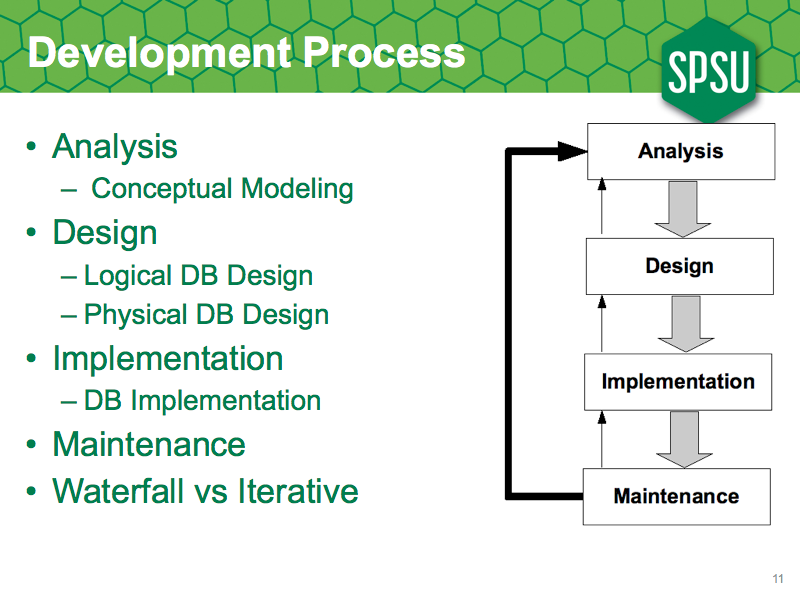 Development Process
SPSU
• Analysis
– Conceptual Modeling
• Design
– Logical DB Design
– Physical DB Design
• Implementation
– DB Implementation
• Maintenance
• Waterfall vs Iterative
Analysis
Design
Implementation
Maintenance
11